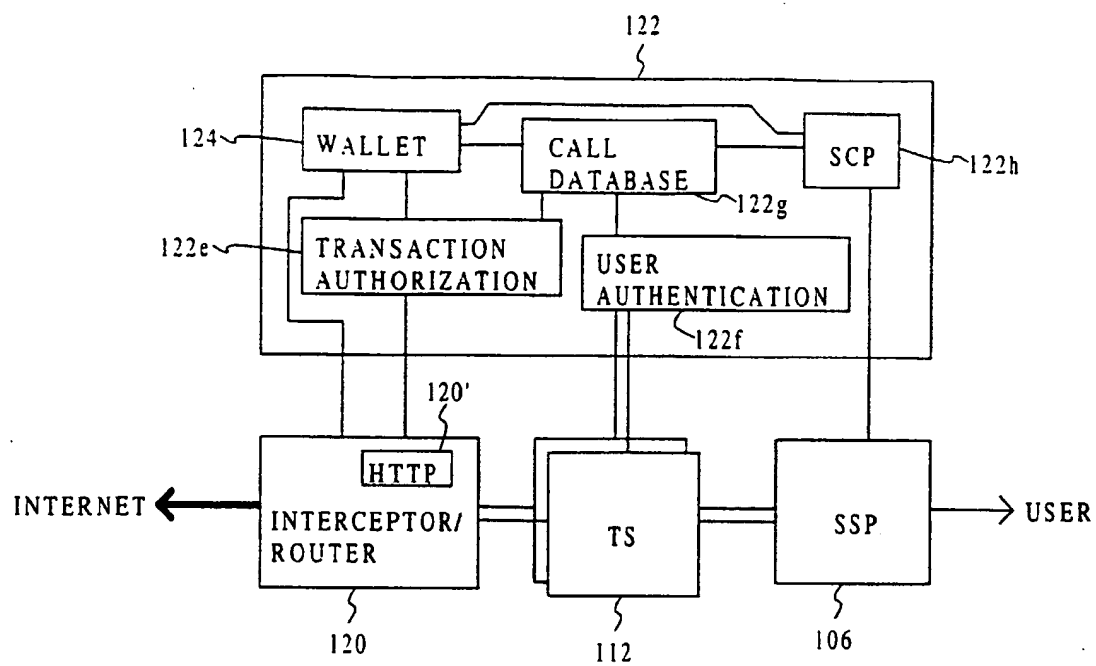 122
124
WALLET
CALL
DATABASE
SCP
122h
122g
122e
TRANSACTION
AUTHORIZATION
USER
AUTHENTICATION
122f
120'
HTTP
INTERNET
INTERCEPTOR/
ROUTER
TS
SSP
USER
120
112
106